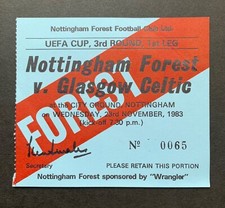 Nottingham Forest Football Club Ltd
UEFA CUP, 3rd ROUND, 1st LEG
Nottingham Forest
v. Glasgow Celtic
at the CITY GROUND, NOTTINGHAM
on WEDNESDAY, 23rd NOVEMBER, 1983
(kick-off 7.30 p.m.)
FOREST
Nº 0065
Secretary
PLEASE RETAIN THIS PORTION
Nottingham Forest sponsored by "Wrangler"